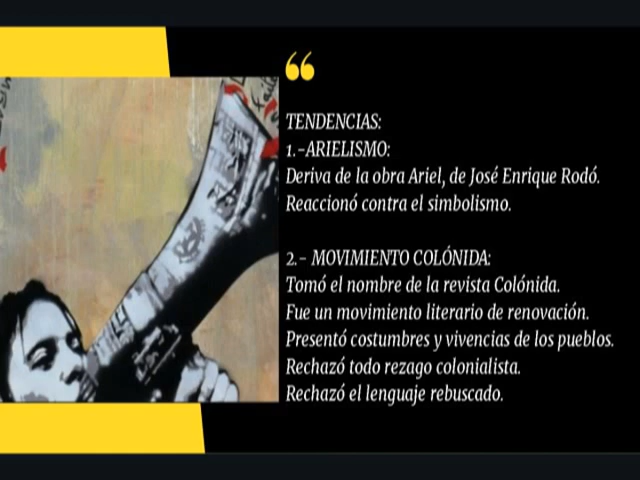 “
TENDENCIAS:
1.-ARIELISMO:
Deriva de la obra Ariel, de José Enrique Rodó.
Reaccionó contra el simbolismo.
2.- MOVIMIENTO COLÓNIDA:
Tomó el nombre de la revista Colónida.
Fue un movimiento literario de renovación.
Presentó costumbres y vivencias de los pueblos.
Rechazó todo rezago colonialista.
Rechazó el lenguaje rebuscado.